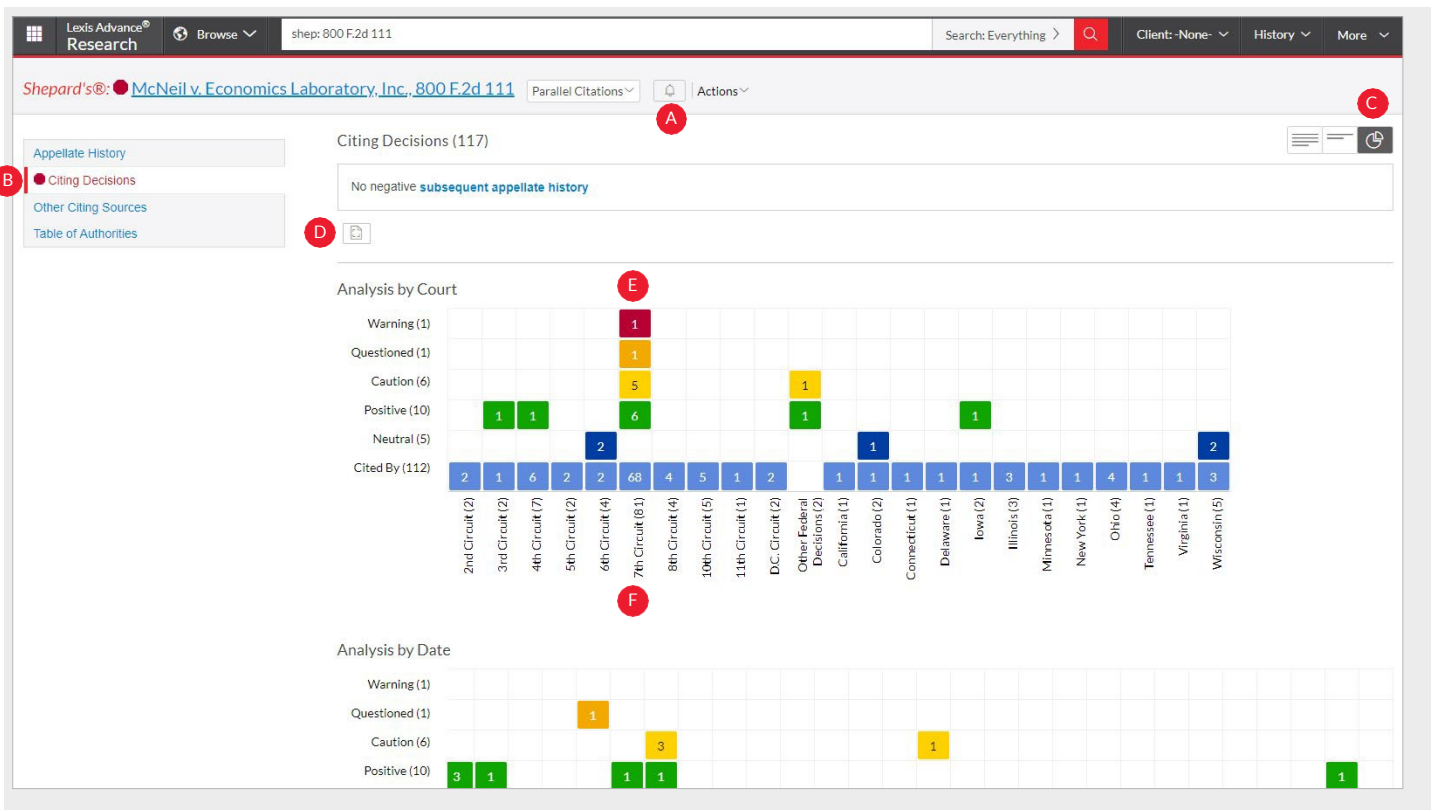 Lexis Advance®
Research
Browse
shep: 800 F.2d 111
Search: Everything
Client: -None-
History
More
Shepard's®: McNeil v. Economics Laboratory, Inc., 800 F.2d 111
Parallel Citations
Actions
A
C
Appellate History
B
Citing Decisions
Other Citing Sources
Table of Authorities
Citing Decisions (117)
No negative subsequent appellate history
D
Analysis by Court
E
Warning (1) 1
Questioned (1) 1
Caution (6) 5 1
Positive (10) 1 1 6 1 1
Neutral (5) 2 1 2
Cited By (112) 2 1 6 2 2 68 4 5 1 2 1 1 1 1 1 3 1 1 4 1 1 3
2nd Circuit (2)
3rd Circuit (2)
4th Circuit (7)
5th Circuit (2)
6th Circuit (4)
7th Circuit (81)
8th Circuit (4)
10th Circuit (5)
11th Circuit (1)
D.C. Circuit (2)
Other Federal
Decisions (2)
California (1)
Colorado (2)
Connecticut (1)
Delaware (1)
Iowa (2)
Illinois (3)
Minnesota (1)
New York (1)
Ohio (4)
Tennessee (1)
Virginia (1)
Wisconsin (5)
F
Analysis by Date
Warning (1)
Questioned (1) 1
Caution (6) 3 1
Positive (10) 3 1 1 1 1